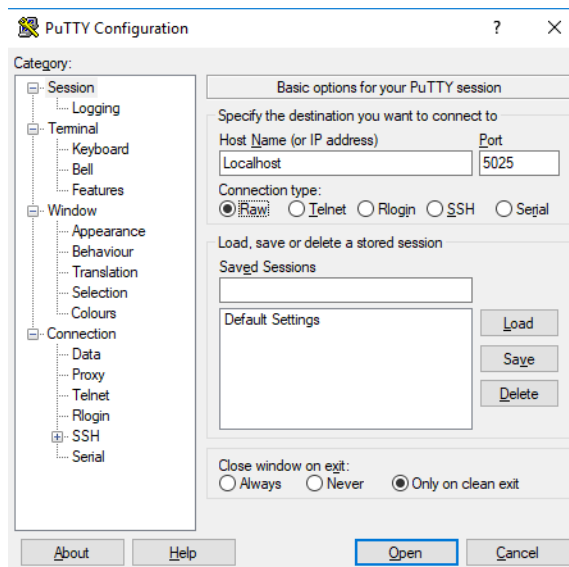 PuTTY Configuration
?
Category:
Session
Logging
Terminal
Keyboard
Bell
Features
Window
Appearance
Behaviour
Translation
Selection
Colours
Connection
Data
Proxy
Telnet
Rlogin
SSH
Serial
Basic options for your PuTTY session
Specify the destination you want to connect to
Host Name (or IP address) Port
Localhost 5025
Connection type:
Raw Telnet Rlogin SSH Serial
Load, save or delete a stored session
Saved Sessions
Default Settings
Load
Save
Delete
Close window on exit:
Always Never Only on clean exit
About Help Open Cancel